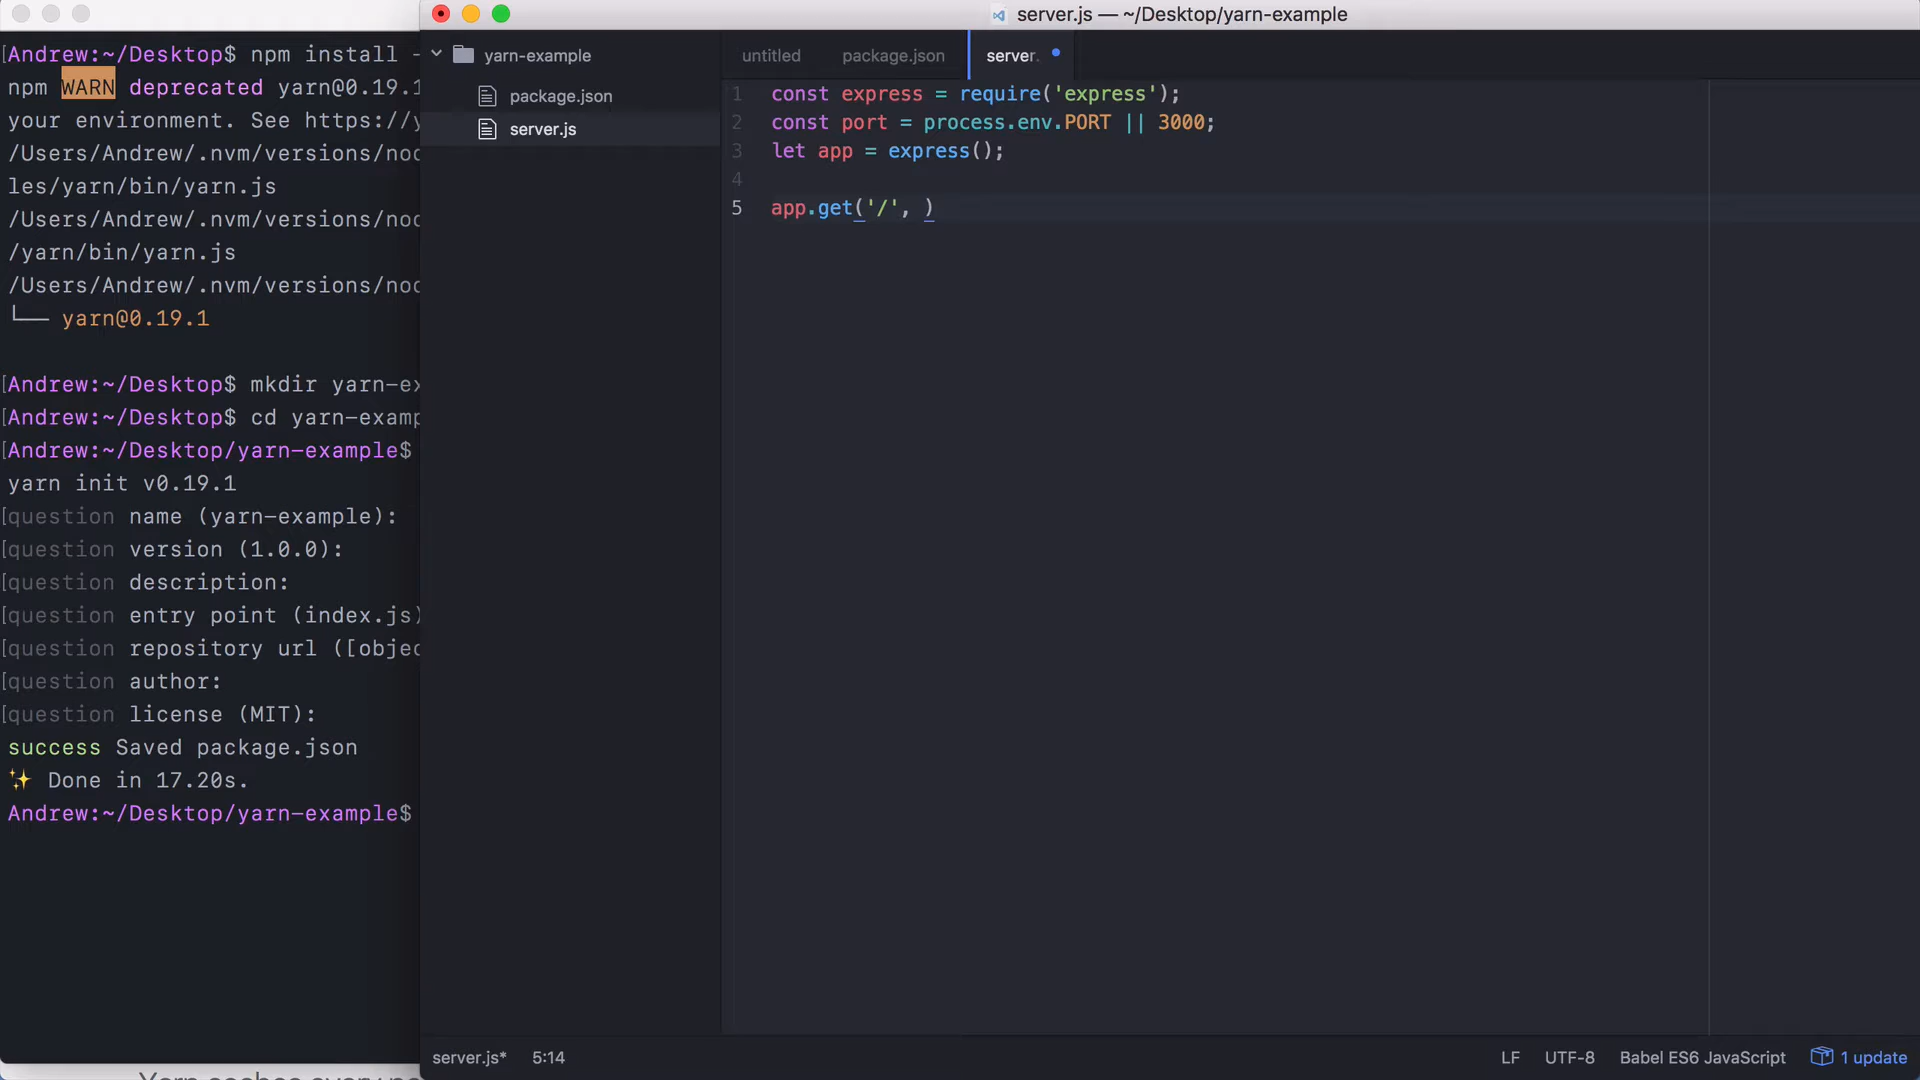 [Andrew:~/Desktop$ npm install -
npm WARN deprecated yarn@0.19.1
your environment. See https://y
/Users/Andrew/.nvm/versions/nod
les/yarn/bin/yarn.js
/Users/Andrew/.nvm/versions/nod
/yarn/bin/yarn.js
/Users/Andrew/.nvm/versions/nod
└── yarn@0.19.1
[Andrew:~/Desktop$ mkdir yarn-ex
[Andrew:~/Desktop$ cd yarn-examp
[Andrew:~/Desktop/yarn-example$
yarn init v0.19.1
[question name (yarn-example):
[question version (1.0.0):
[question description:
[question entry point (index.js)
[question repository url ([objec
[question author:
[question license (MIT):
success Saved package.json
✨ Done in 17.20s.
Andrew:~/Desktop/yarn-example$
server.js — ~/Desktop/yarn-example
yarn-example
package.json
server.js
untitled
package.json
server.
1 const express = require('express');
2 const port = process.env.PORT || 3000;
3 let app = express();
4
5 app.get('/', )
server.js* 5:14
LF UTF-8 Babel ES6 JavaScript 1 update